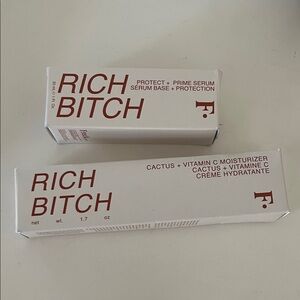 RICH
BITCH
PROTECT + PRIME SERUM
SÉRUM BASE + PROTECTION
F.
RICH
BITCH
net wt. 1.7 oz
CACTUS + VITAMIN C MOISTURIZER
CACTUS + VITAMINE C
CRÈME HYDRATANTE
F.